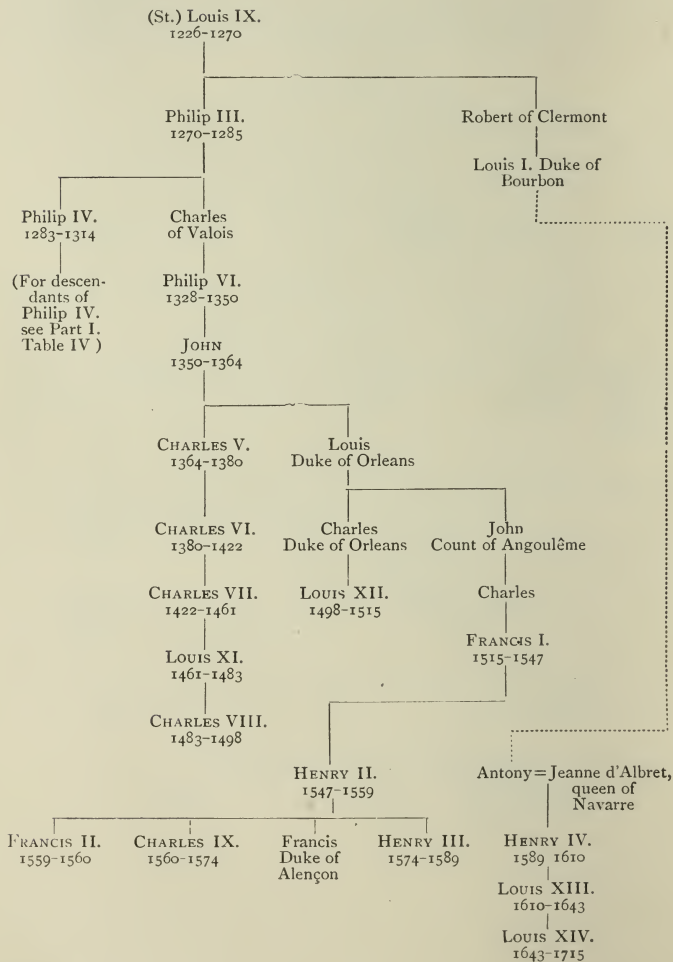 (St.) Louis IX.
1226-1270
Philip III.
1270-1285
Robert of Clermont
Louis I. Duke of
Bourbon
Philip IV.
1283-1314
Charles
of Valois
(For descen-
dants of
Philip IV.
see Part I.
Table IV )
Philip VI.
1328-1350
JOHN
1350-1364
CHARLES V.
1364-1380
Louis
Duke of Orleans
CHARLES VI.
1380-1422
Charles
Duke of Orleans
John
Count of Angoulême
CHARLES VII.
1422-1461
LOUIS XII.
1498-1515
Charles
LOUIS XI.
1461-1483
FRANCIS I.
1515-1547
CHARLES VIII.
1483-1498
HENRY II.
1547-1559
Antony=Jeanne d'Albret,
queen of
Navarre
FRANCIS II.
1559-1560
CHARLES IX.
1560-1574
Francis
Duke of
Alençon
HENRY III.
1574-1589
HENRY IV.
1589 1610
LOUIS XIII.
1610-1643
LOUIS XIV.
1643-1715